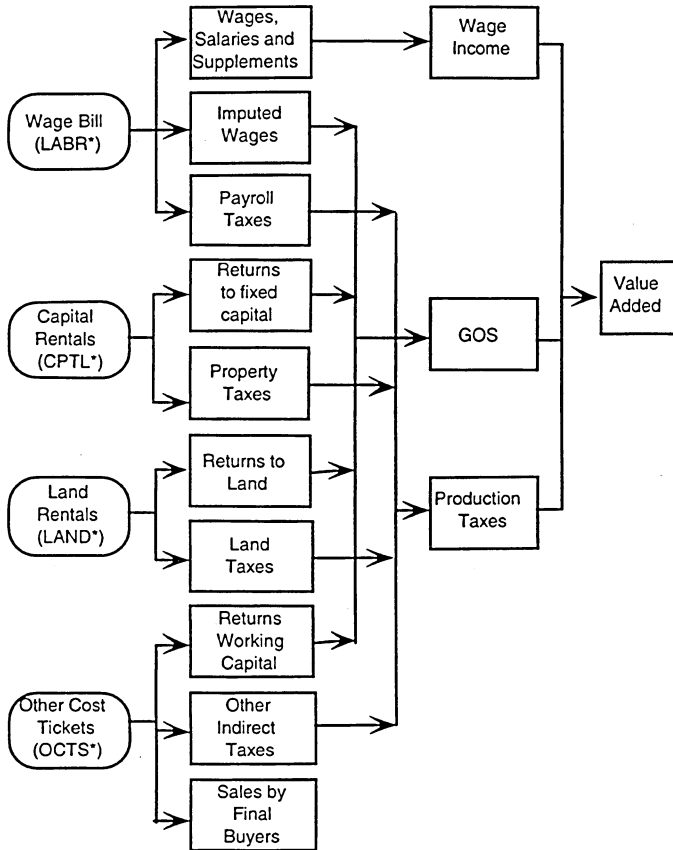 Wages,
Salaries and
Supplements
Wage
Income
Wage Bill
(LABR*)
Imputed
Wages
Payroll
Taxes
Returns
to fixed
capital
Value
Added
Capital
Rentals
(CPTL*)
GOS
Property
Taxes
Returns to
Land
Land
Rentals
(LAND*)
Production
Taxes
Land
Taxes
Returns
Working
Capital
Other Cost
Tickets
(OCTS*)
Other
Indirect
Taxes
Sales by
Final
Buyers